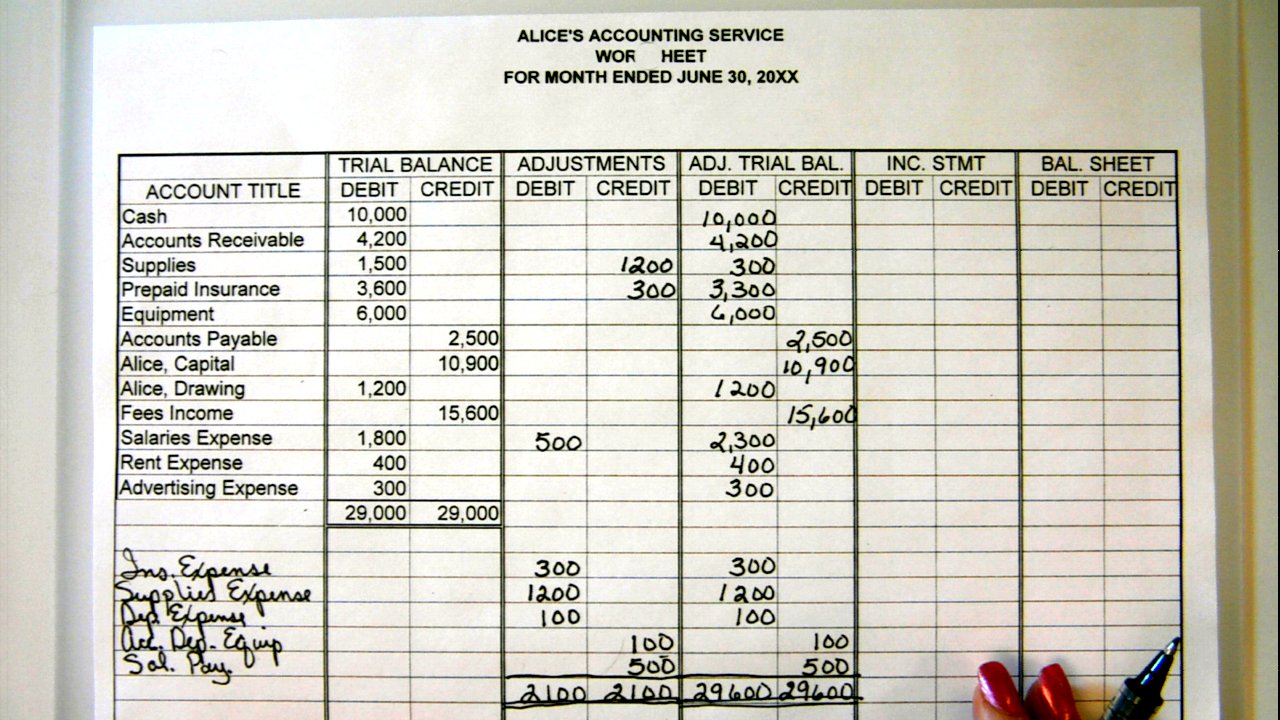 ALICE'S ACCOUNTING SERVICE
WOR HEET
FOR MONTH ENDED JUNE 30, 20XX
TRIAL BALANCE ADJUSTMENTS ADJ. TRIAL BAL. INC. STMT BAL. SHEET
ACCOUNT TITLE DEBIT CREDIT DEBIT CREDIT DEBIT CREDIT DEBIT CREDIT DEBIT CREDIT
Cash 10,000 10,000
Accounts Receivable 4,200 4,200
Supplies 1,500 1200 300
Prepaid Insurance 3,600 300 3,300
Equipment 6,000 6,000
Accounts Payable 2,500 2,500
Alice, Capital 10,900 10,900
Alice, Drawing 1,200 1200
Fees Income 15,600 15,600
Salaries Expense 1,800 500 2,300
Rent Expense 400 400
Advertising Expense 300 300
29,000 29,000
Ins. Expense 300 300
Supplies Expense 1200 1200
Dep. Expense 100 100
Acc. Dep. Equip 100 100
Sal. Pay. 500 500
2100 2100 29600 29600